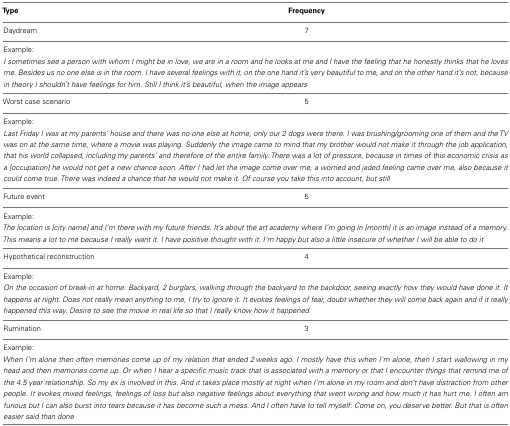 Type Frequency
Daydream 7
Example:
I sometimes see a person with whom I might be in love, we are in a room and he looks at me and I have the feeling that he honestly thinks that he loves
me. Besides us no one else is in the room. I have several feelings with it, on the one hand it's very beautiful to me, and on the other hand it's not, because
in theory I shouldn't have feelings for him. Still I think it's beautiful, when the image appears
Worst case scenario 5
Example:
Last Friday I was at my parents' house and there was no one else at home, only our 2 dogs were there. I was brushing/grooming one of them and the TV
was on at the same time, where a movie was playing. Suddenly the image came to mind that my brother would not make it through the job application,
that his world collapsed, including my parents' and therefore of the entire family. There was a lot of pressure, because in times of this economic crisis as
a [occupation] he would not get a new chance soon. After I had let the image come over me, a worried and jaded feeling came over me, also because it
could come true. There was indeed a chance that he would not make it. Of course you take this into account, but still
Future event 5
Example:
The location is [city name] and I'm there with my future friends. It's about the art academy where I'm going in [month] it is an image instead of a memory.
This means a lot to me because I really want it. I have positive thought with it. I'm happy but also a little insecure of whether I will be able to do it
Hypothetical reconstruction 4
Example:
On the occasion of break-in at home. Backyard, 2 burglars, walking through the backyard to the backdoor, seeing exactly how they would have done it. It
happens at night. Does not really mean anything to me, I try to ignore it. It evokes feelings of fear, doubt whether they will come back again and if it really
happened this way. Desire to see the movie in real life so that I really know how it happened
Rumination 3
Example:
When I'm alone then often memories come up of my relation that ended 2 weeks ago. I mostly have this when I'm alone, then I start wallowing in my
head and then memories come up. Or when I hear a specific music track that is associated with a memory or that I encounter things that remind me of
the 4.5 year relationship. So my ex is involved in this. And it takes place mostly at night when I'm alone in my room and don't have distraction from other
people. It evokes mixed feelings, feelings of loss but also negative feelings about everything that went wrong and how much it has hurt me. I often am
furious but I can also burst into tears because it has become such a mess. And I often have to tell myself: Come on, you deserve better. But that is often
easier said than done